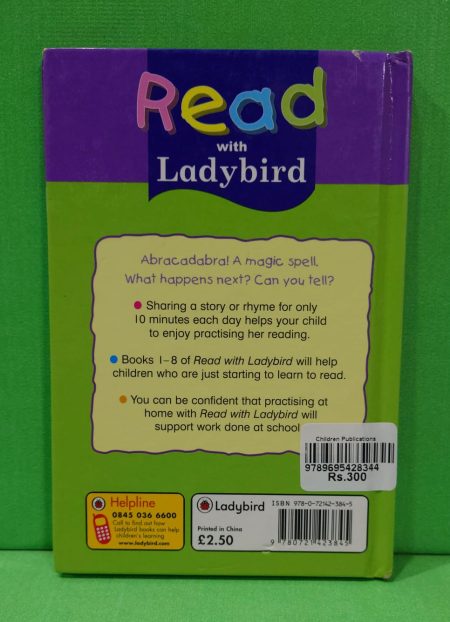 Read
with
Ladybird
Abracadabra! A magic spell.
What happens next? Can you tell?
● Sharing a story or rhyme for only
10 minutes each day helps your child
to enjoy practising her reading.
● Books 1–8 of Read with Ladybird will help
children who are just starting to learn to read.
● You can be confident that practising at
home with Read with Ladybird will
support work done at school
Children Publications
9789695428344
Rs.300
Helpline
0845 036 6600
Call to find out how
Ladybird books can help
children's learning
www.ladybird.com
Ladybird
Printed in China
£2.50
ISBN 978-0-72142-384-5
9 780721 423845